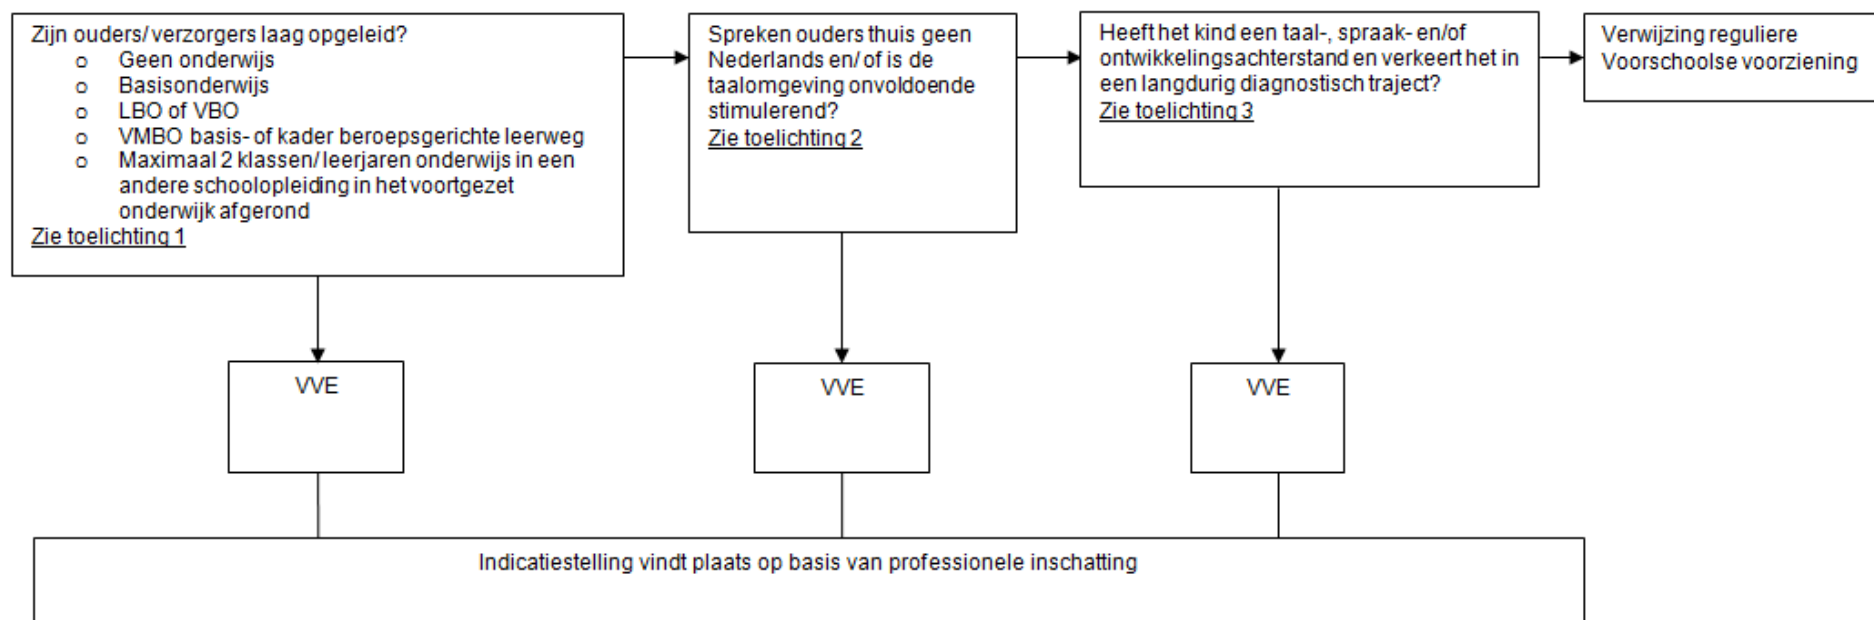 Zijn ouders/ verzorgers laag opgeleid?
o Geen onderwijs
o Basisonderwijs
o LBO of VBO
o VMBO basis- of kader beroepsgerichte leerweg
o Maximaal 2 klassen/ leerjaren onderwijs in een
andere schoolopleiding in het voortgezet
onderwijk afgerond
Zie toelichting 1
Spreken ouders thuis geen
Nederlands en/ of is de
taalomgeving onvoldoende
stimulerend?
Zie toelichting 2
Heeft het kind een taal-, spraak- en/of
ontwikkelingsachterstand en verkeert het in
een langdurig diagnostisch traject?
Zie toelichting 3
Verwijzing reguliere
Voorschoolse voorziening
VVE
VVE
VVE
Indicatiestelling vindt plaats op basis van professionele inschatting